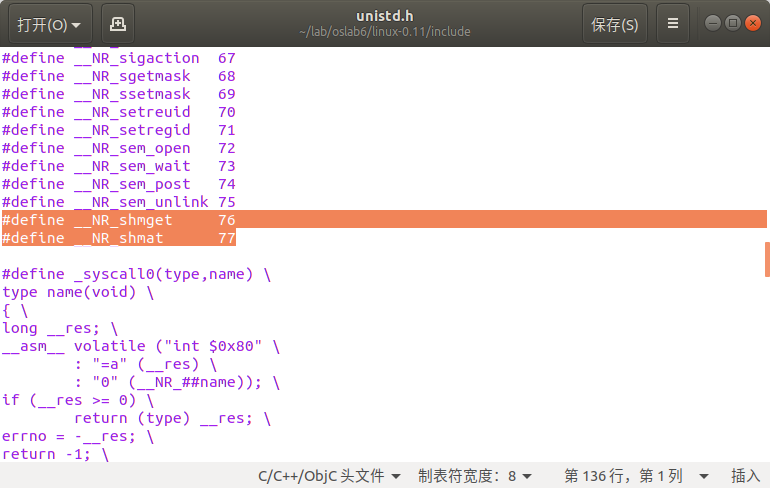 打开(O)
unistd.h
~/lab/oslab6/linux-0.11/include
保存(S)
#define __NR_sigaction  67
#define __NR_sgetmask   68
#define __NR_ssetmask   69
#define __NR_setreuid   70
#define __NR_setregid   71
#define __NR_sem_open   72
#define __NR_sem_wait   73
#define __NR_sem_post   74
#define __NR_sem_unlink 75
#define __NR_shmget     76
#define __NR_shmat      77
#define _syscall0(type,name) \
type name(void) \
{ \
long __res; \
__asm__ volatile ("int $0x80" \
        : "=a" (__res) \
        : "0" (__NR_##name)); \
if (__res >= 0) \
        return (type) __res; \
errno = -__res; \
return -1; \
C/C++/ObjC 头文件 制表符宽度：8 第 136 行，第 1 列 插入